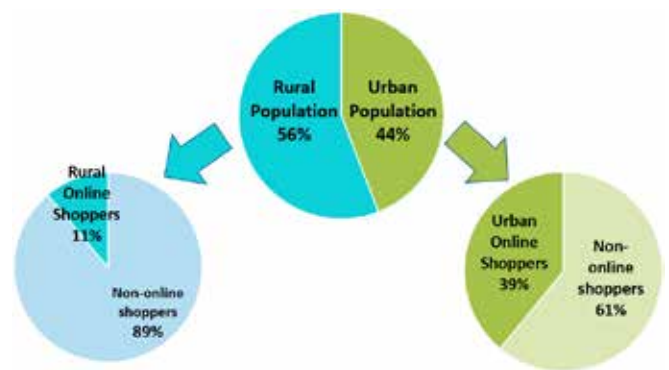 Rural
Population
56%
Urban
Population
44%
Rural
Online
Shoppers
11%
Non-online
shoppers
89%
Urban
Online
Shoppers
39%
Non-
online
shoppers
61%